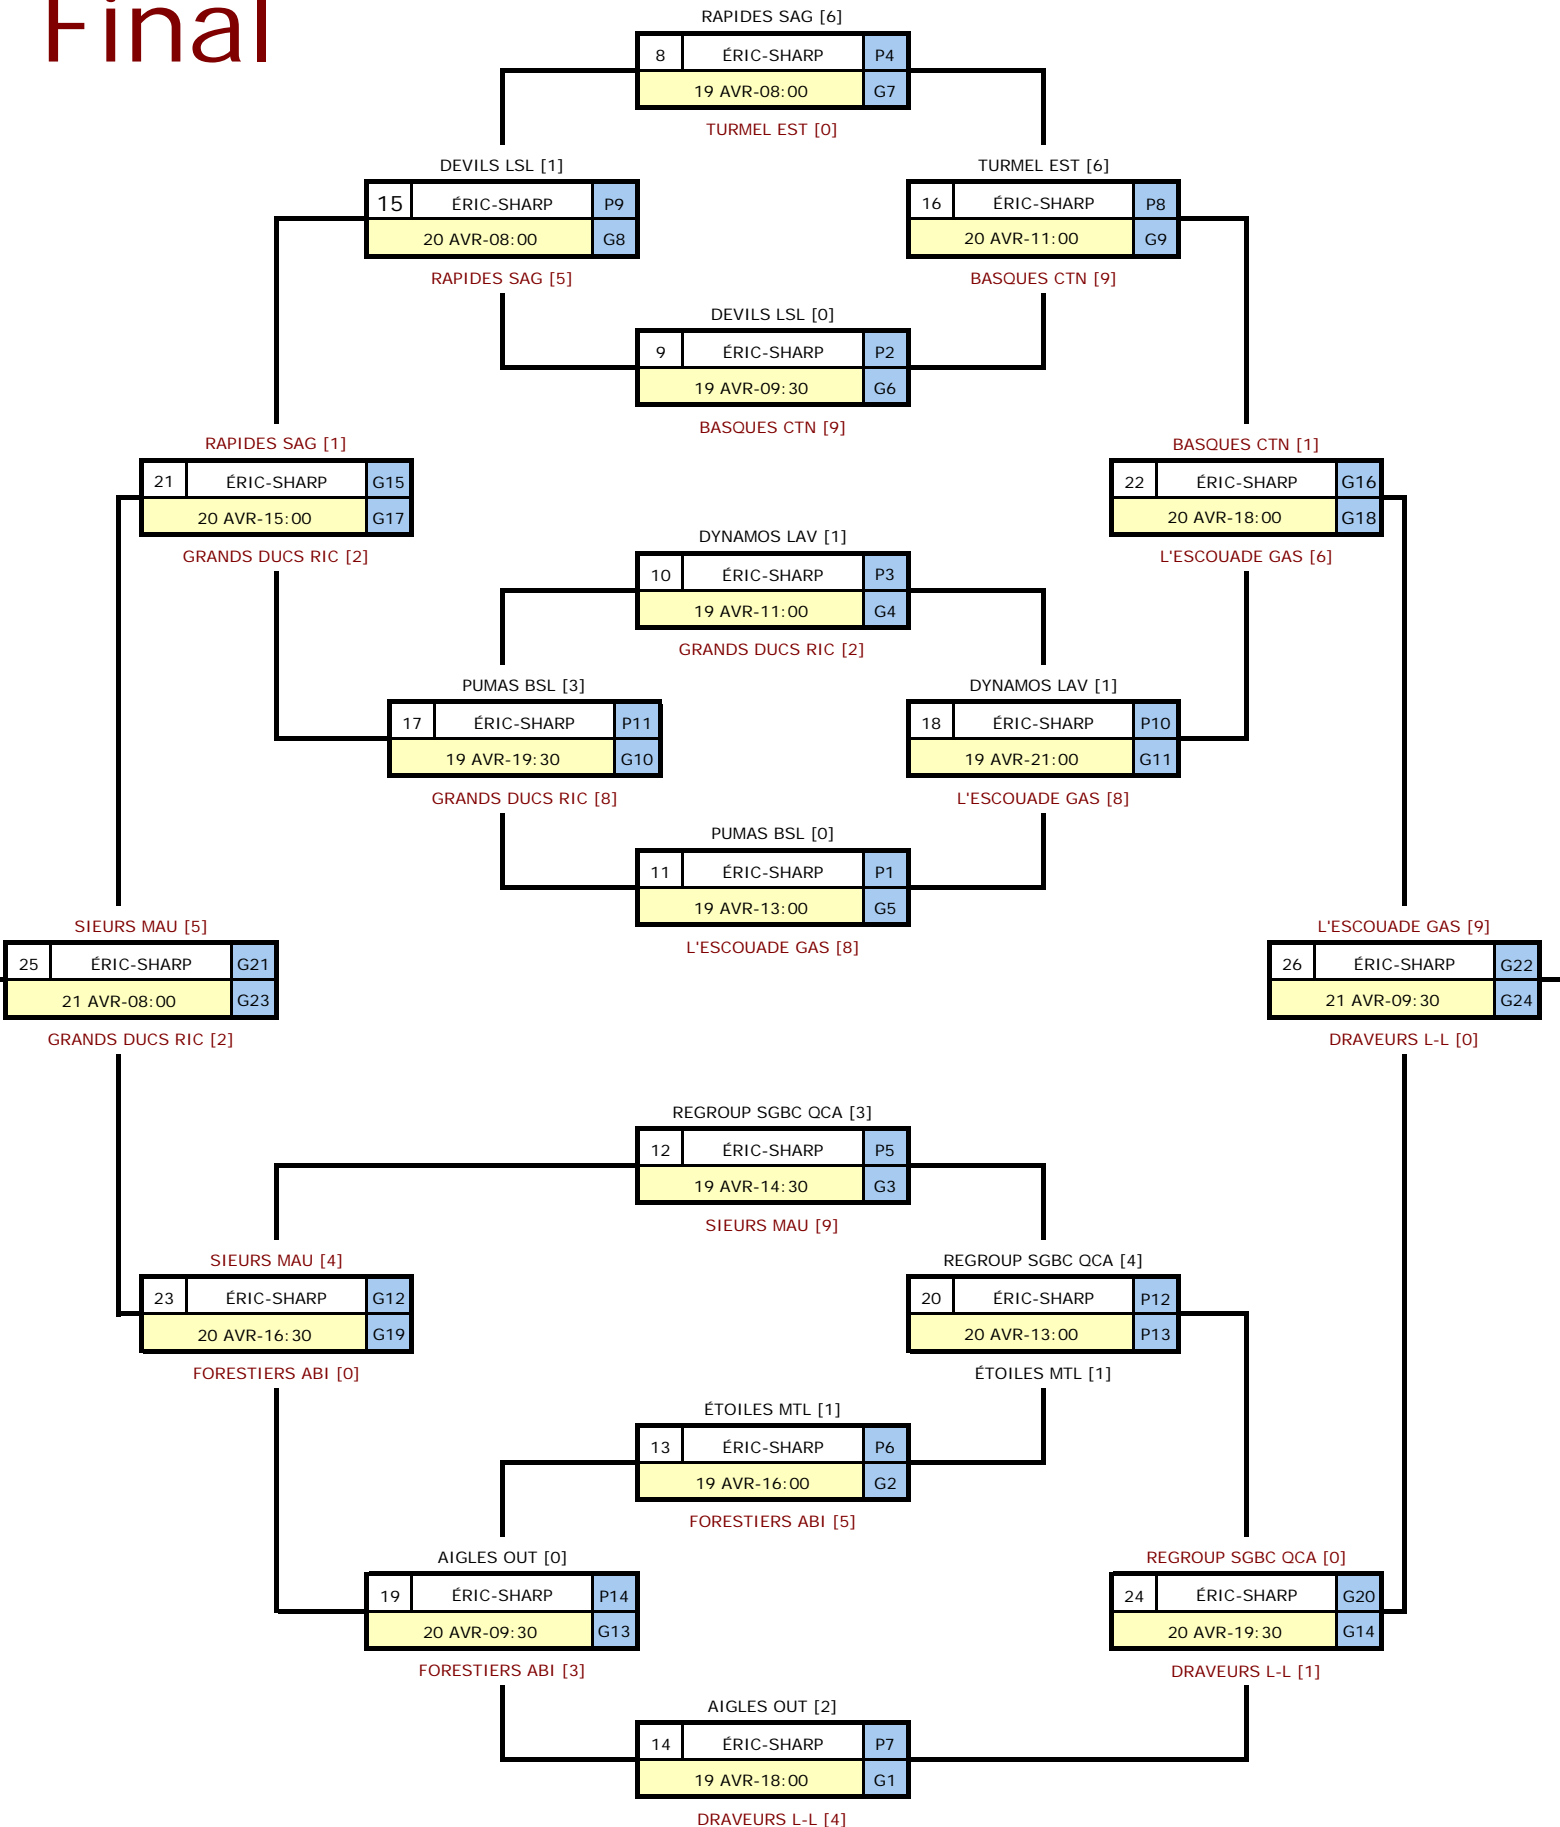 Final
RAPIDES SAG [6]
8 ÉRIC-SHARP P4
19 AVR-08:00 G7
TURMEL EST [0]
DEVILS LSL [1]
15 ÉRIC-SHARP P9
20 AVR-08:00 G8
RAPIDES SAG [5]
TURMEL EST [6]
16 ÉRIC-SHARP P8
20 AVR-11:00 G9
BASQUES CTN [9]
DEVILS LSL [0]
9 ÉRIC-SHARP P2
19 AVR-09:30 G6
BASQUES CTN [9]
RAPIDES SAG [1]
21 ÉRIC-SHARP G15
20 AVR-15:00 G17
GRANDS DUCS RIC [2]
BASQUES CTN [1]
22 ÉRIC-SHARP G16
20 AVR-18:00 G18
L'ESCOUADE GAS [6]
DYNAMOS LAV [1]
10 ÉRIC-SHARP P3
19 AVR-11:00 G4
GRANDS DUCS RIC [2]
PUMAS BSL [3]
17 ÉRIC-SHARP P11
19 AVR-19:30 G10
GRANDS DUCS RIC [8]
DYNAMOS LAV [1]
18 ÉRIC-SHARP P10
19 AVR-21:00 G11
L'ESCOUADE GAS [8]
PUMAS BSL [0]
11 ÉRIC-SHARP P1
19 AVR-13:00 G5
L'ESCOUADE GAS [8]
SIEURS MAU [5]
25 ÉRIC-SHARP G21
21 AVR-08:00 G23
GRANDS DUCS RIC [2]
L'ESCOUADE GAS [9]
26 ÉRIC-SHARP G22
21 AVR-09:30 G24
DRAVEURS L-L [0]
REGROUP SGBC QCA [3]
12 ÉRIC-SHARP P5
19 AVR-14:30 G3
SIEURS MAU [9]
SIEURS MAU [4]
23 ÉRIC-SHARP G12
20 AVR-16:30 G19
FORESTIERS ABI [0]
REGROUP SGBC QCA [4]
20 ÉRIC-SHARP P12
20 AVR-13:00 P13
ÉTOILES MTL [1]
ÉTOILES MTL [1]
13 ÉRIC-SHARP P6
19 AVR-16:00 G2
FORESTIERS ABI [5]
AIGLES OUT [0]
19 ÉRIC-SHARP P14
20 AVR-09:30 G13
FORESTIERS ABI [3]
REGROUP SGBC QCA [0]
24 ÉRIC-SHARP G20
20 AVR-19:30 G14
DRAVEURS L-L [1]
AIGLES OUT [2]
14 ÉRIC-SHARP P7
19 AVR-18:00 G1
DRAVEURS L-L [4]